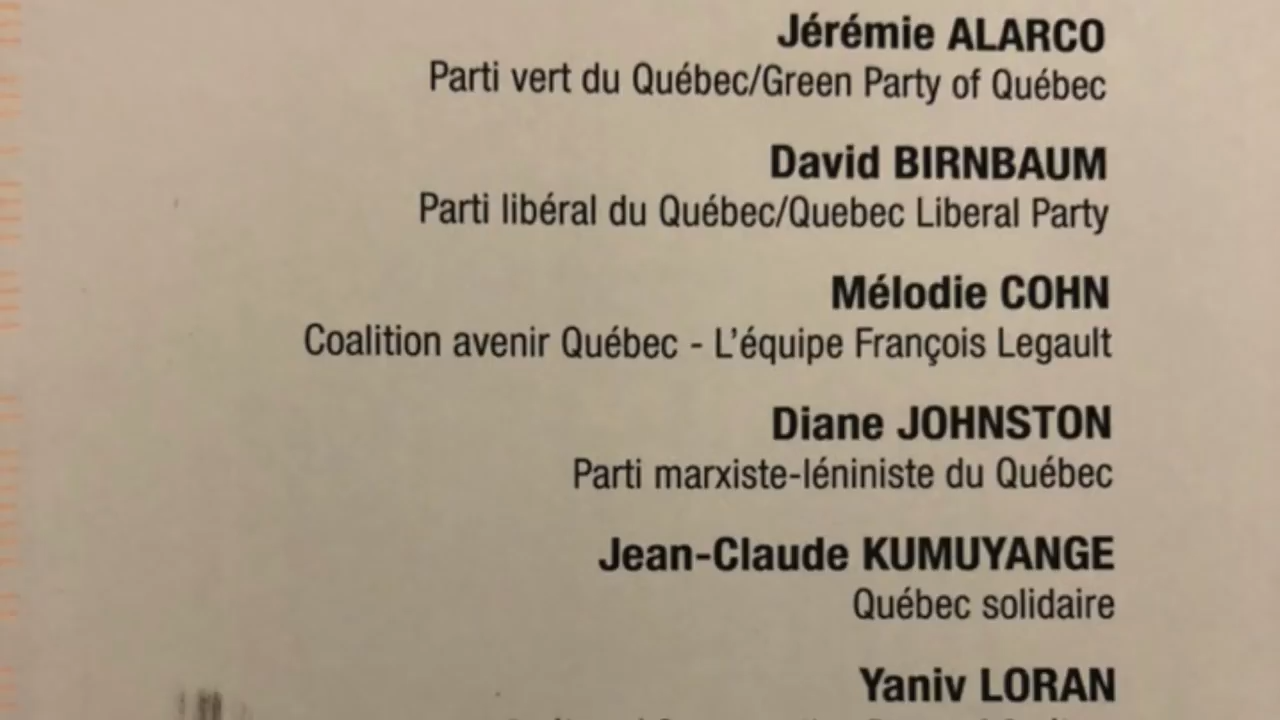 Jérémie ALARCO
Parti vert du Québec/Green Party of Québec
David BIRNBAUM
Parti libéral du Québec/Quebec Liberal Party
Mélodie COHN
Coalition avenir Québec - L'équipe François Legault
Diane JOHNSTON
Parti marxiste-léniniste du Québec
Jean-Claude KUMUYANGE
Québec solidaire
Yaniv LORAN